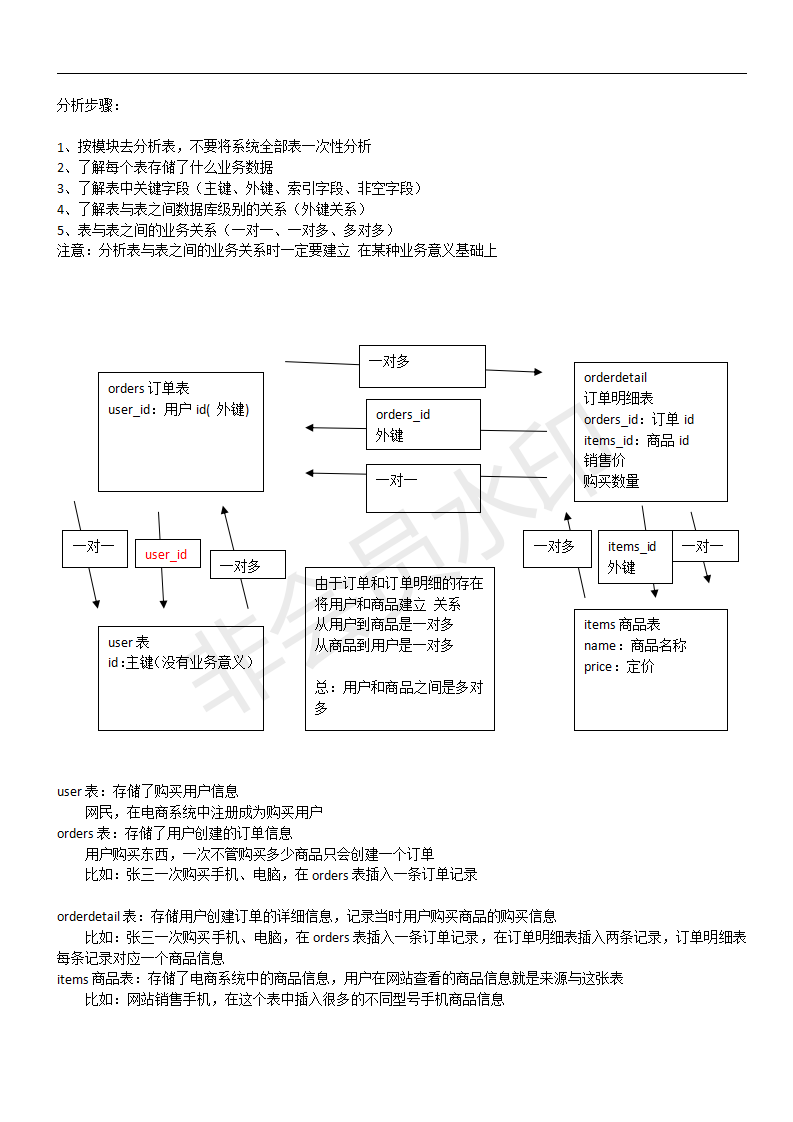 分析步骤：
1、按模块去分析表，不要将系统全部表一次性分析
2、了解每个表存储了什么业务数据
3、了解表中关键字段（主键、外键、索引字段、非空字段）
4、了解表与表之间数据库级别的关系（外键关系）
5、表与表之间的业务关系（一对一、一对多、多对多）
注意：分析表与表之间的业务关系时一定要建立 在某种业务意义基础上
一对多
orders 订单表
user_id：用户 id( 外键)
orders_id
外键
一对一
orderdetail
订单明细表
orders_id：订单 id
items_id：商品 id
销售价
购买数量
一对一
user_id
一对多
一对多
items_id
外键
一对一
user 表
id：主键（没有业务意义）
由于订单和订单明细的存在
将用户和商品建立 关系
从用户到商品是一对多
从商品到用户是一对多
总：用户和商品之间是多对
多
items 商品表
name：商品名称
price：定价
非会员水印
user 表：存储了购买用户信息
网民，在电商系统中注册成为购买用户
orders 表：存储了用户创建的订单信息
用户购买东西，一次不管购买多少商品只会创建一个订单
比如：张三一次购买手机、电脑，在 orders 表插入一条订单记录
orderdetail 表：存储用户创建订单的详细信息，记录当时用户购买商品的购买信息
比如：张三一次购买手机、电脑，在 orders 表插入一条订单记录，在订单明细表插入两条记录，订单明细表
每条记录对应一个商品信息
items 商品表：存储了电商系统中的商品信息，用户在网站查看的商品信息就是来源与这张表
比如：网站销售手机，在这个表中插入很多的不同型号手机商品信息